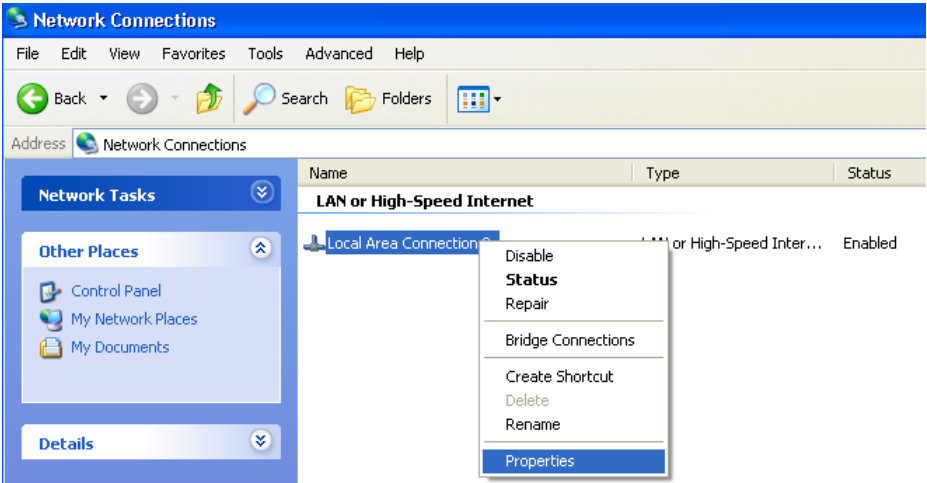 Network Connections
File Edit View Favorites Tools Advanced Help
Back Search Folders
Address Network Connections
Name Type Status
Network Tasks
LAN or High-Speed Internet
Local Area Connection or High-Speed Inter... Enabled
Other Places
Control Panel
My Network Places
My Documents
Details
Disable
Status
Repair
Bridge Connections
Create Shortcut
Delete
Rename
Properties